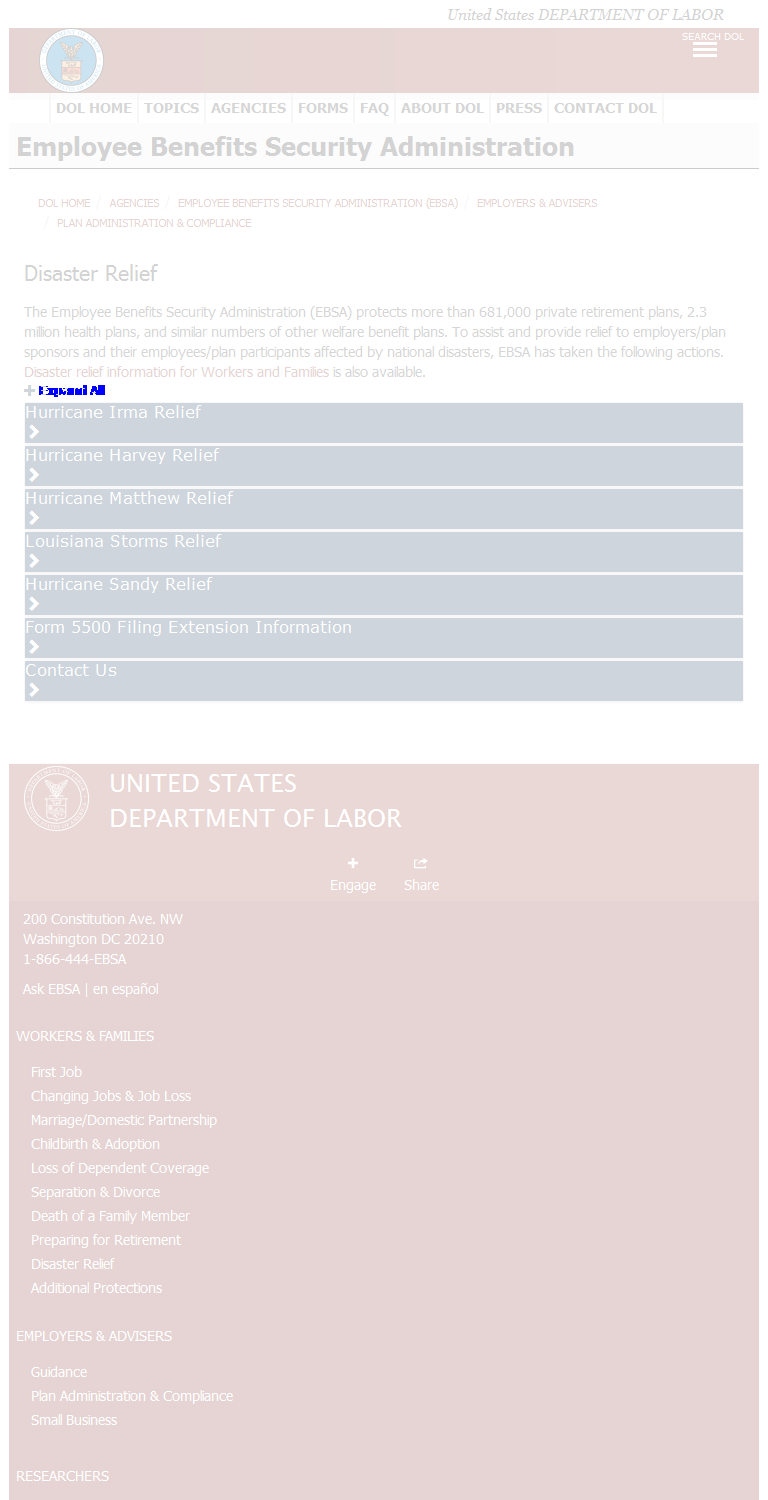 United States DEPARTMENT OF LABOR
SEARCH DOL
DOL HOME TOPICS AGENCIES FORMS FAQ ABOUT DOL PRESS CONTACT DOL
Employee Benefits Security Administration
DOL HOME / AGENCIES / EMPLOYEE BENEFITS SECURITY ADMINISTRATION (EBSA) / EMPLOYERS & ADVISERS
/ PLAN ADMINISTRATION & COMPLIANCE
Disaster Relief
The Employee Benefits Security Administration (EBSA) protects more than 681,000 private retirement plans, 2.3
million health plans, and similar numbers of other welfare benefit plans. To assist and provide relief to employers/plan
sponsors and their employees/plan participants affected by national disasters, EBSA has taken the following actions.
Disaster relief information for Workers and Families is also available.
Expand All
Hurricane Irma Relief
Hurricane Harvey Relief
Hurricane Matthew Relief
Louisiana Storms Relief
Hurricane Sandy Relief
Form 5500 Filing Extension Information
Contact Us
UNITED STATES
DEPARTMENT OF LABOR
Engage Share
200 Constitution Ave. NW
Washington DC 20210
1-866-444-EBSA
Ask EBSA | en español
WORKERS & FAMILIES
First Job
Changing Jobs & Job Loss
Marriage/Domestic Partnership
Childbirth & Adoption
Loss of Dependent Coverage
Separation & Divorce
Death of a Family Member
Preparing for Retirement
Disaster Relief
Additional Protections
EMPLOYERS & ADVISERS
Guidance
Plan Administration & Compliance
Small Business
RESEARCHERS